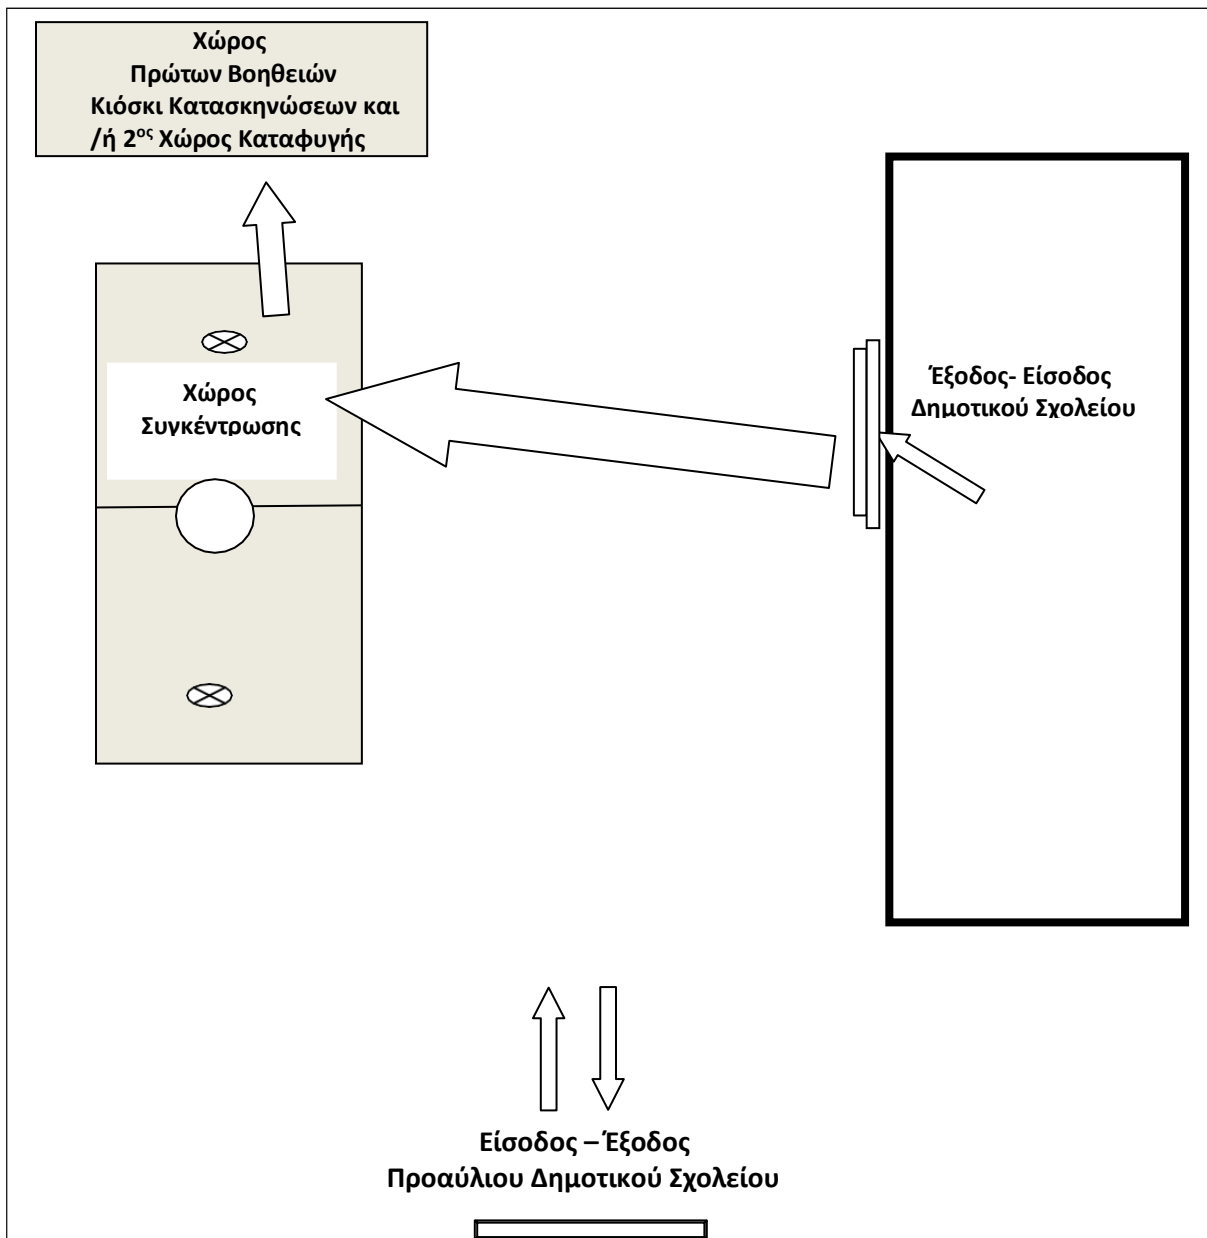 Χώρος
Πρώτων Βοηθειών
Κιόσκι Κατασκηνώσεων και
/ή 2ος Χώρος Καταφυγής
Χώρος
Συγκέντρωσης
Έξοδος- Είσοδος
Δημοτικού Σχολείου
Είσοδος – Έξοδος
Προαύλιου Δημοτικού Σχολείου